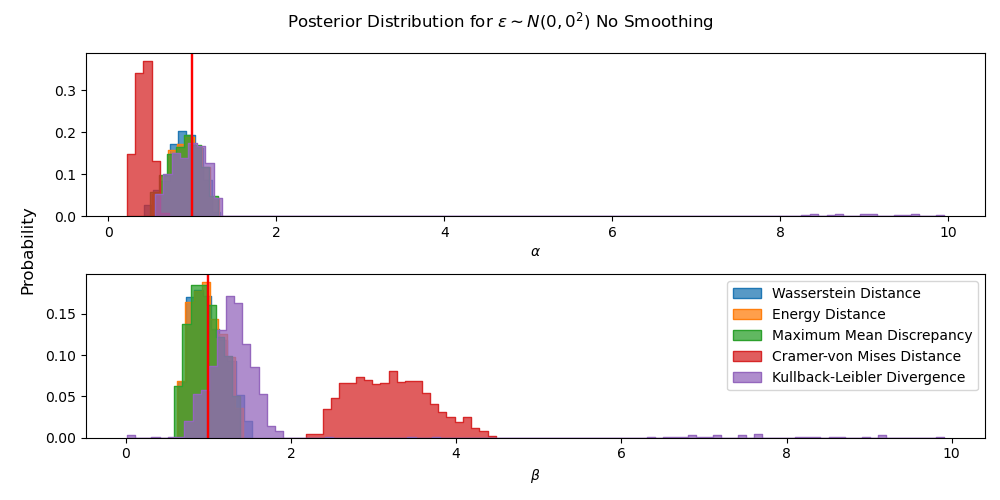 Posterior Distribution for ε ~ N(0, 0²) No Smoothing
Probability
0.3
0.2
0.1
0.0
0 2 4 6 8 10
α
0.15
0.10
0.05
0.00
0 2 4 6 8 10
β
Wasserstein Distance
Energy Distance
Maximum Mean Discrepancy
Cramer-von Mises Distance
Kullback-Leibler Divergence